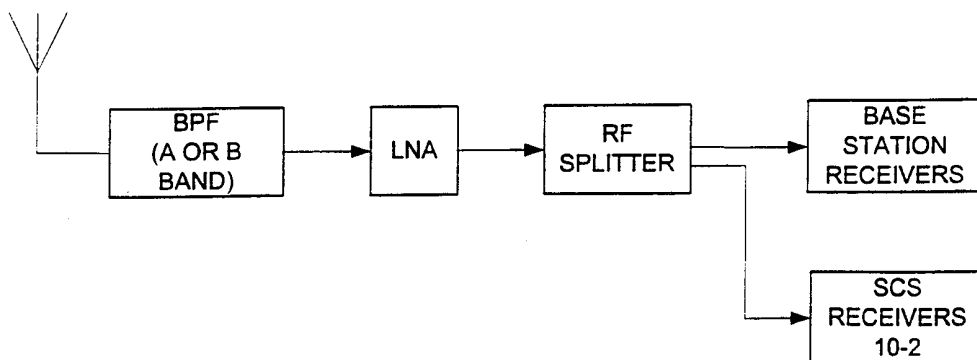 BPF
(A OR B
BAND)
LNA
RF
SPLITTER
BASE
STATION
RECEIVERS
SCS
RECEIVERS
10-2